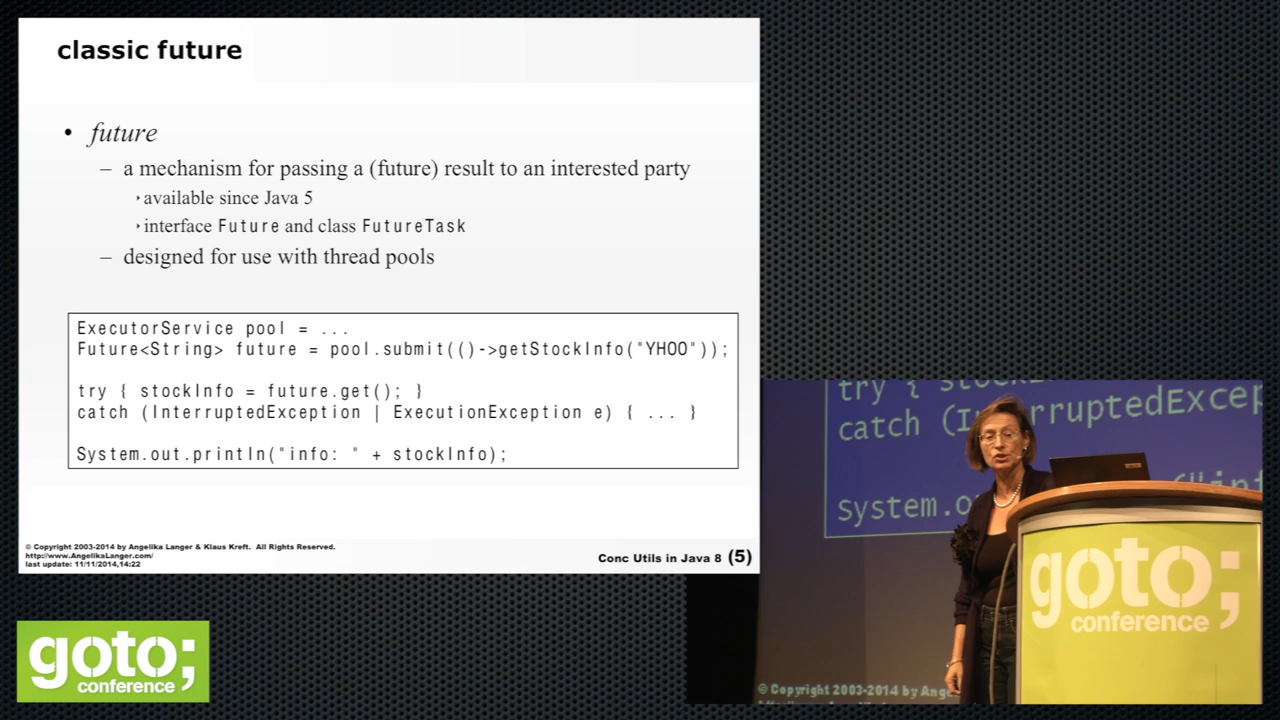 classic future
• future
– a mechanism for passing a (future) result to an interested party
‣available since Java 5
‣interface Future and class FutureTask
– designed for use with thread pools
ExecutorService pool = ...
Future<String> future = pool.submit(()->getStockInfo("YHOO"));
try { stockInfo = future.get(); }
catch (InterruptedException | ExecutionException e) { ... }
System.out.println("info: " + stockInfo);
© Copyright 2003-2014 by Angelika Langer & Klaus Kreft. All Rights Reserved.
http://www.AngelikaLanger.com/
last update: 11/11/2014,14:22
Conc Utils in Java 8 (5)
goto;
conference
try {
catch (I rruptedExcep
System.o
© Copyright 2003-2014 by Ange
goto;
conference